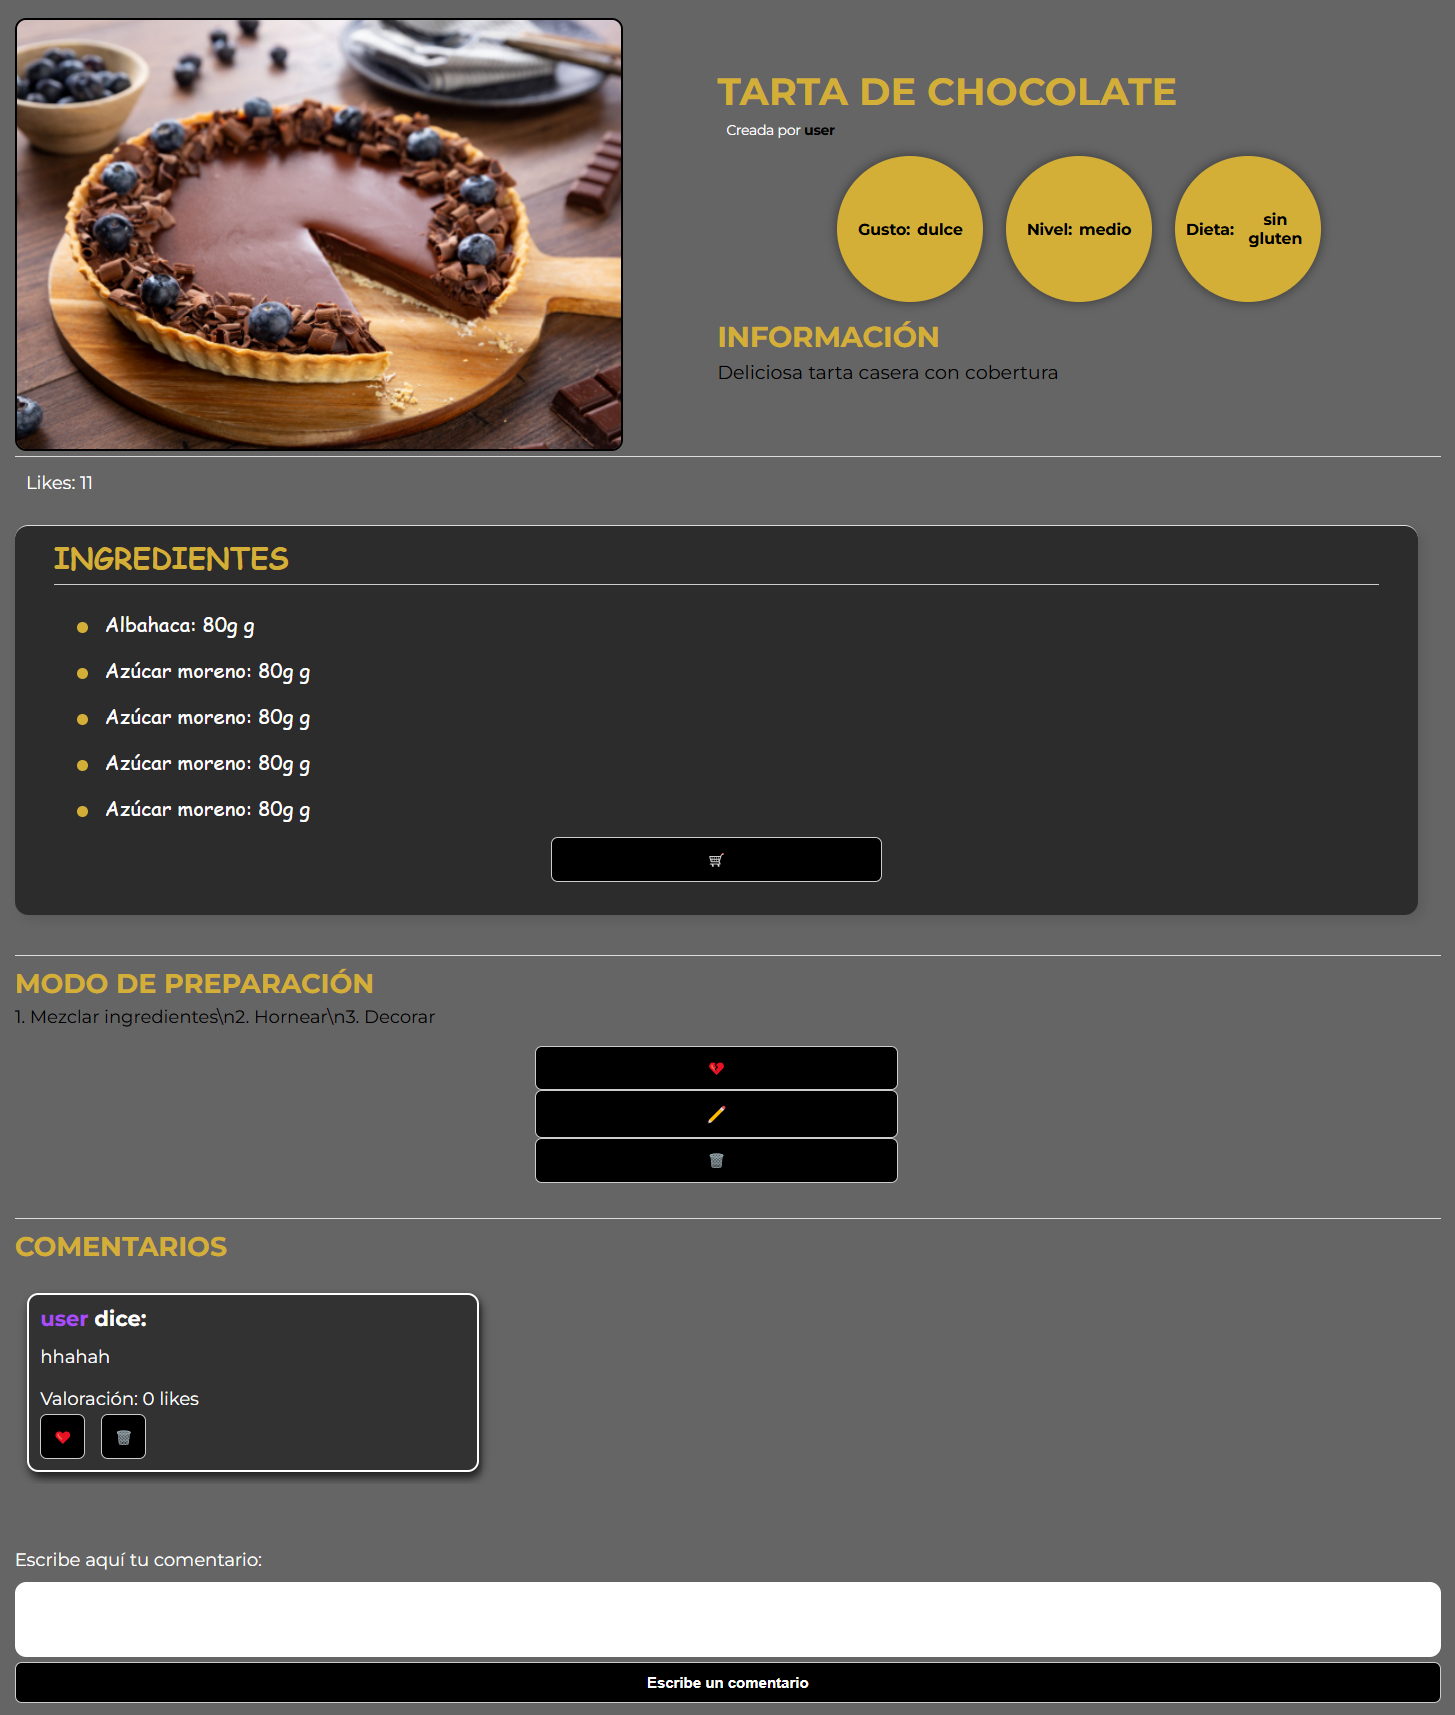 TARTA DE CHOCOLATE
Creada por user
Gusto: dulce
Nivel: medio
Dieta: sin gluten
INFORMACIÓN
Deliciosa tarta casera con cobertura
Likes: 11
INGREDIENTES
Albahaca: 80g g
Azúcar moreno: 80g g
Azúcar moreno: 80g g
Azúcar moreno: 80g g
Azúcar moreno: 80g g
MODO DE PREPARACIÓN
1. Mezclar ingredientes\n2. Hornear\n3. Decorar
COMENTARIOS
user dice:
hhahah
Valoración: 0 likes
Escribe aquí tu comentario:
Escribe un comentario